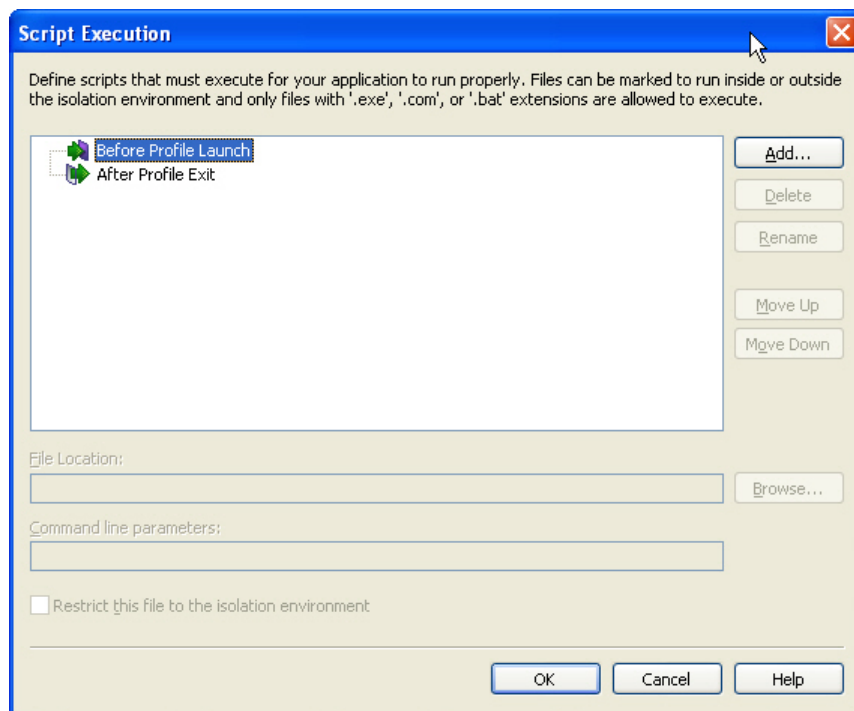 Script Execution
Define scripts that must execute for your application to run properly. Files can be marked to run inside or outside
the isolation environment and only files with '.exe', '.com', or '.bat' extensions are allowed to execute.
Before Profile Launch
After Profile Exit
Add...
Delete
Rename
Move Up
Move Down
File Location:
Browse...
Command line parameters:
Restrict this file to the isolation environment
OK
Cancel
Help